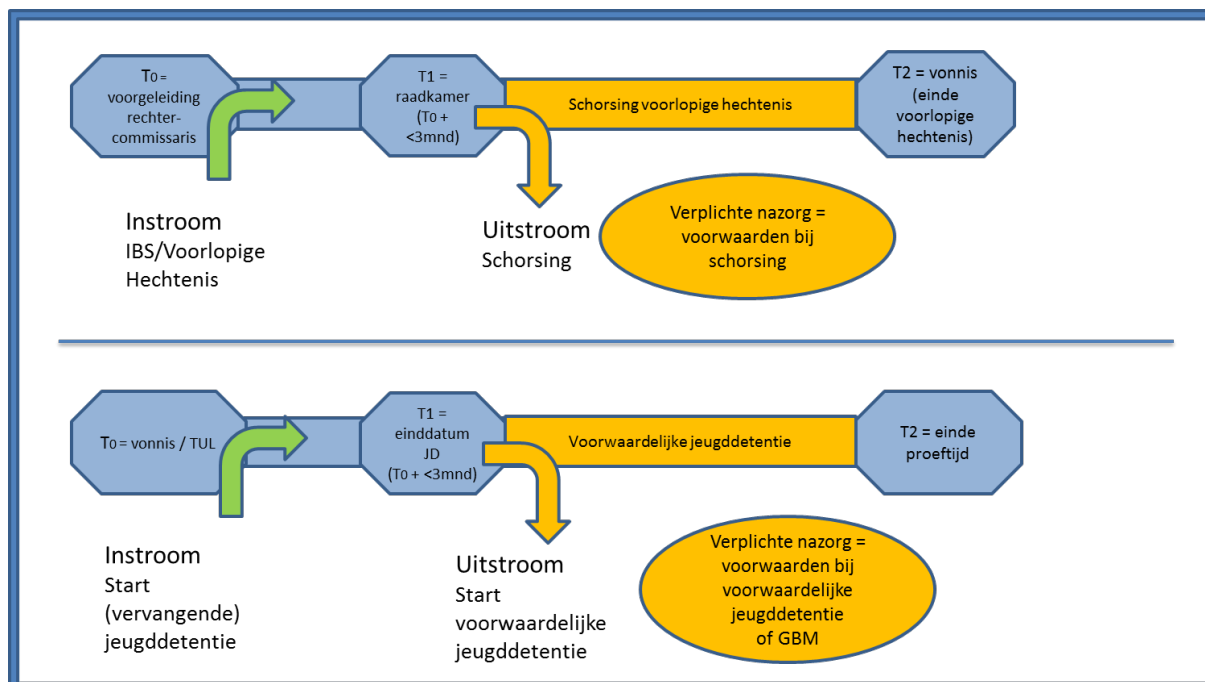 T0 =
voorgeleiding
rechter-
commissaris
T1 =
raadkamer
(T0 +
<3mnd)
Schorsing voorlopige hechtenis
T2 = vonnis
(einde
voorlopige
hechtenis)
Instroom
IBS/Voorlopige
Hechtenis
Uitstroom
Schorsing
Verplichte nazorg =
voorwaarden bij
schorsing
T0 = vonnis / TUL
T1 =
einddatum
JD
(T0 + <3mnd)
Voorwaardelijke jeugddetentie
T2 = einde
proeftijd
Instroom
Start
(vervangende)
jeugddetentie
Uitstroom
Start
voorwaardelijke
jeugddetentie
Verplichte nazorg =
voorwaarden bij
voorwaardelijke
jeugddetentie
of GBM